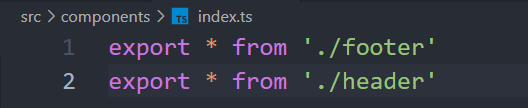 src > components > TS index.ts
1 export * from './footer'
2 export * from './header'